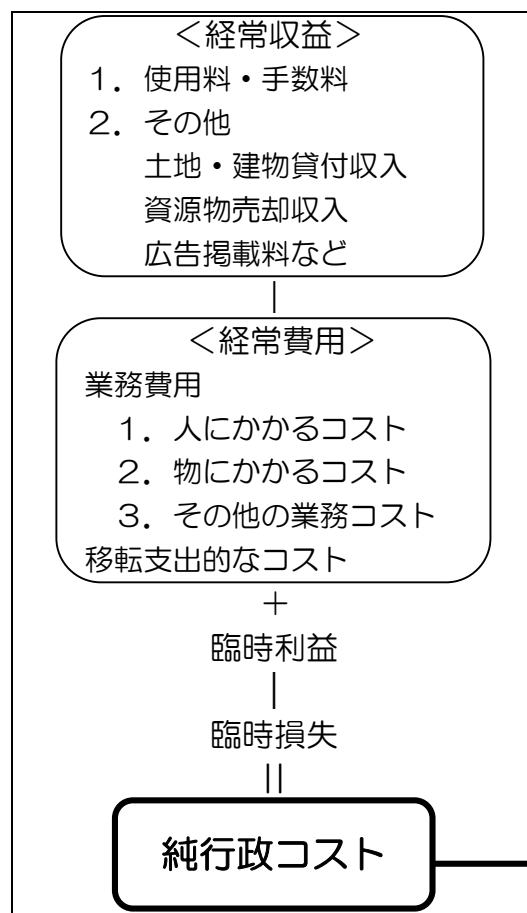 ＜経常収益＞
１．使用料・手数料
２．その他
土地・建物貸付収入
資源物売却収入
広告掲載料など
｜
＜経常費用＞
業務費用
１．人にかかるコスト
２．物にかかるコスト
３．その他の業務コスト
移転支出的なコスト
＋
臨時利益
｜
臨時損失
||
純行政コスト